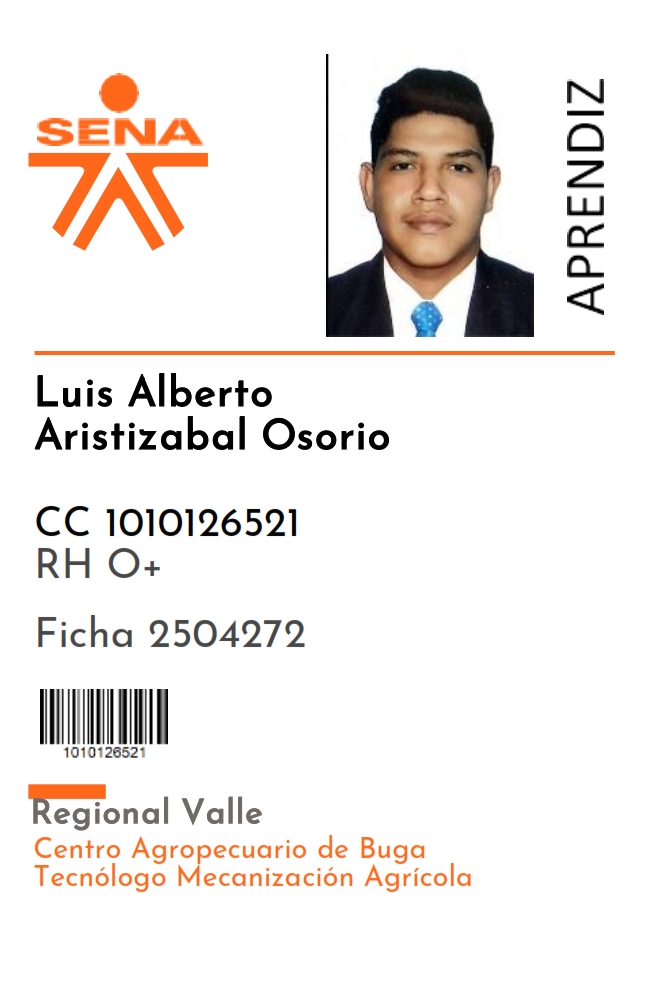 SENA
APRENDIZ
Luis Alberto
Aristizabal Osorio
CC 1010126521
RH O+
Ficha 2504272
1010126521
Regional Valle
Centro Agropecuario de Buga
Tecnólogo Mecanización Agrícola